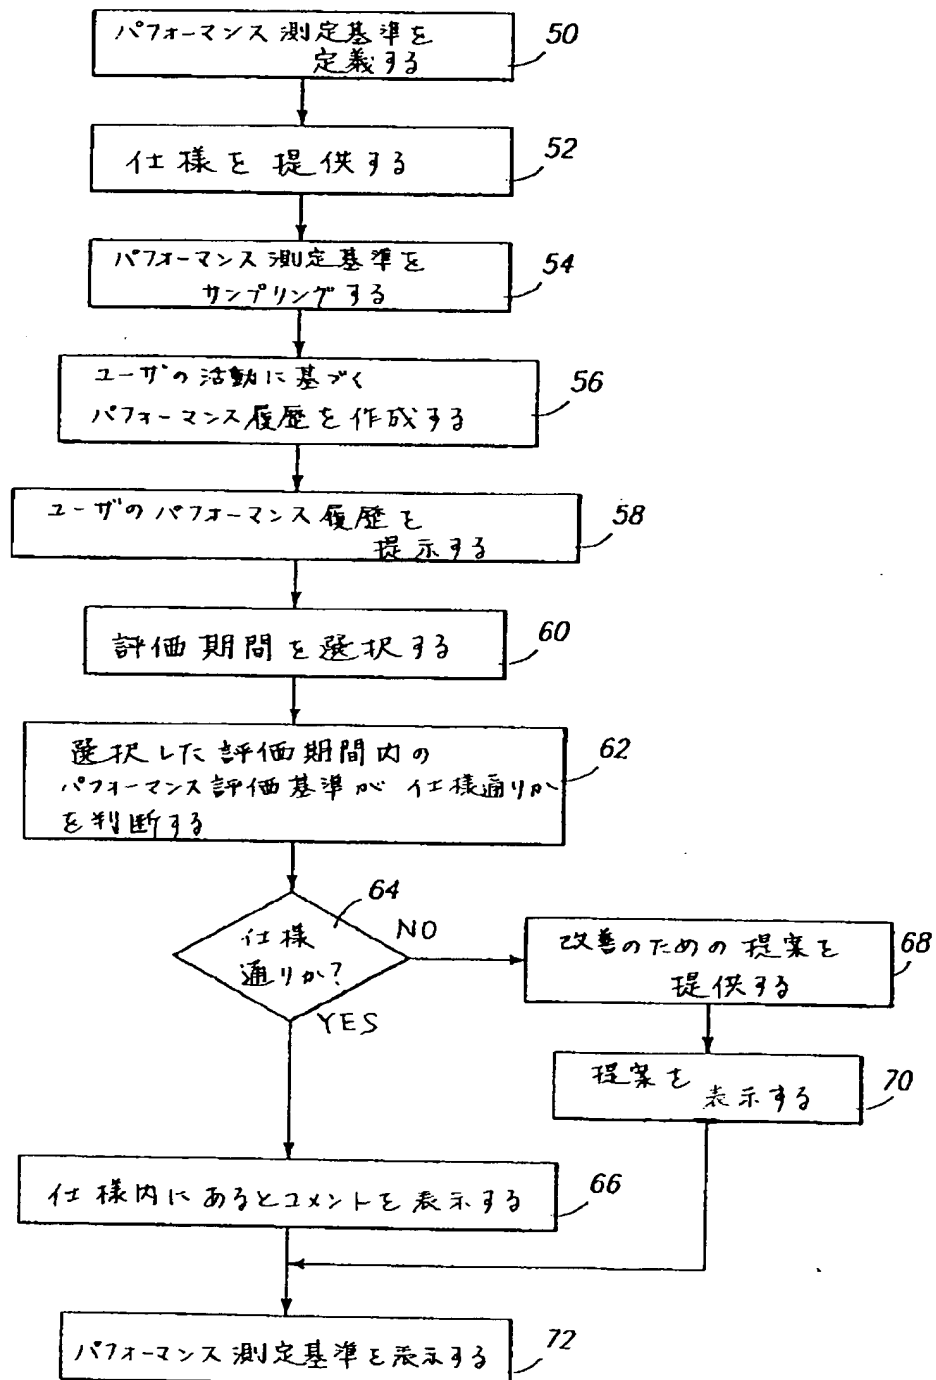 パフォーマンス測定基準を
定義する
50
仕様を提供する
52
パフォーマンス測定基準を
サンプリングする
54
ユーザの活動に基づく
パフォーマンス履歴を作成する
56
ユーザのパフォーマンス履歴を
提示する
58
評価期間を選択する
60
選択した評価期間内の
パフォーマンス評価基準が仕様通りか
を判断する
62
64
仕様
通りか?
NO
YES
改善のための提案を
提供する
68
提案を
表示する
70
仕様内にあるとコメントを表示する
66
パフォーマンス測定基準を表示する
72